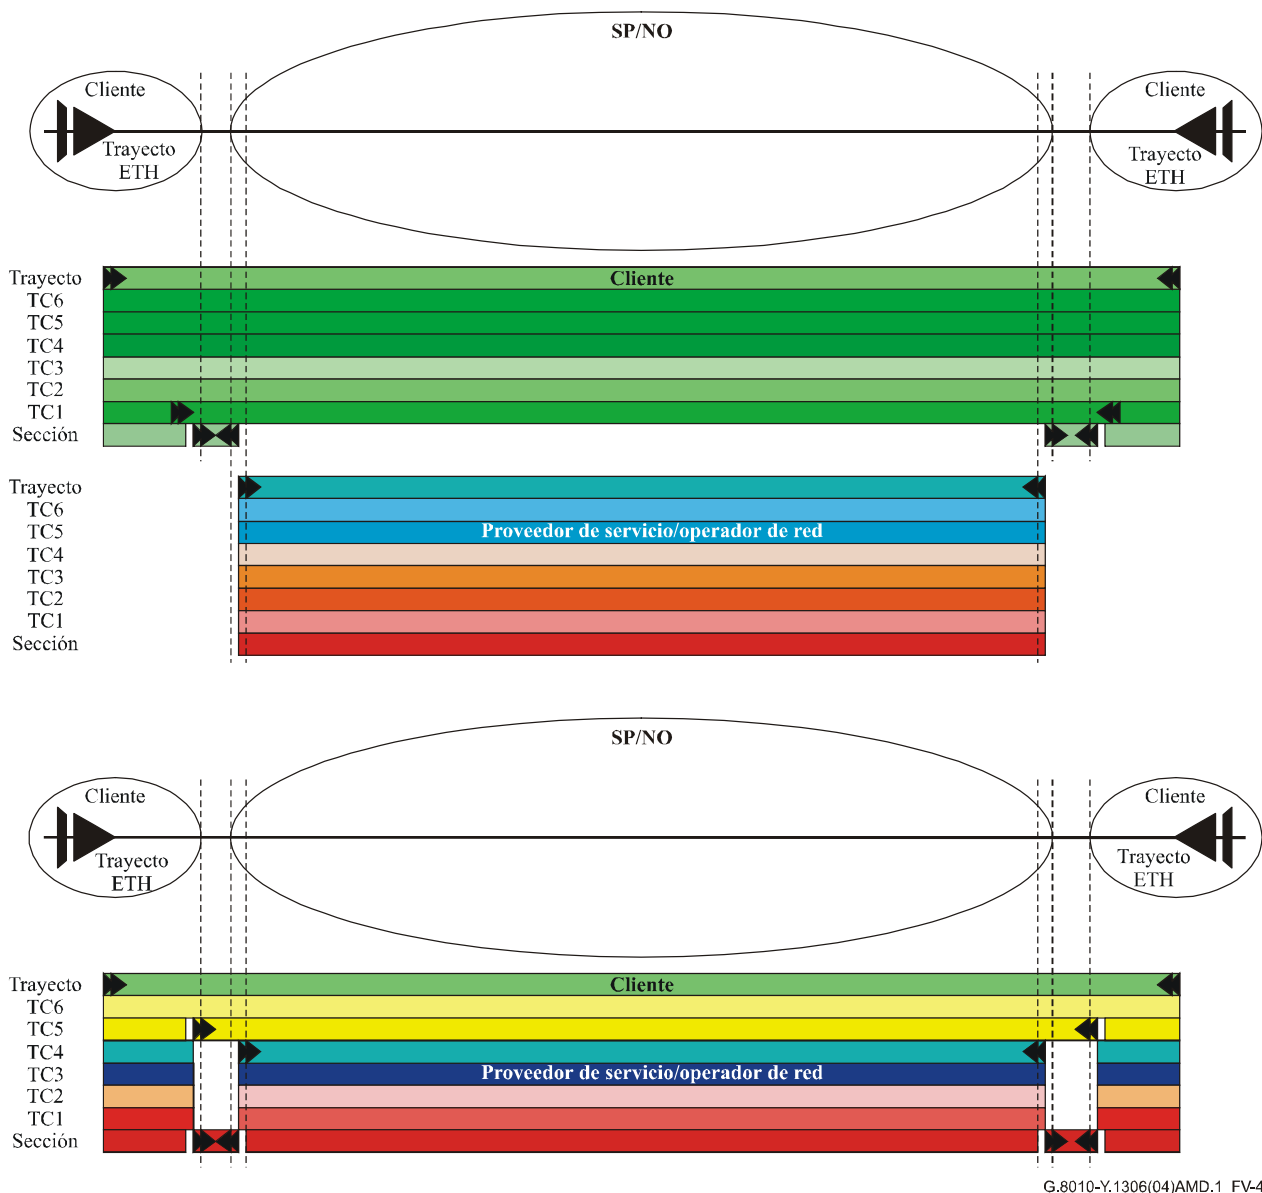 SP/NO
Cliente
Cliente
Trayecto
ETH
Trayecto
ETH
Trayecto
Cliente
TC6
TC5
TC4
TC3
TC2
TC1
Sección
Trayecto
TC6
TC5
Proveedor de servicio/operador de red
TC4
TC3
TC2
TC1
Sección
SP/NO
Cliente
Cliente
Trayecto
ETH
Trayecto
ETH
Trayecto
Cliente
TC6
TC5
TC4
TC3
Proveedor de servicio/operador de red
TC2
TC1
Sección
G.8010-Y.1306(04)AMD.1_FV-4